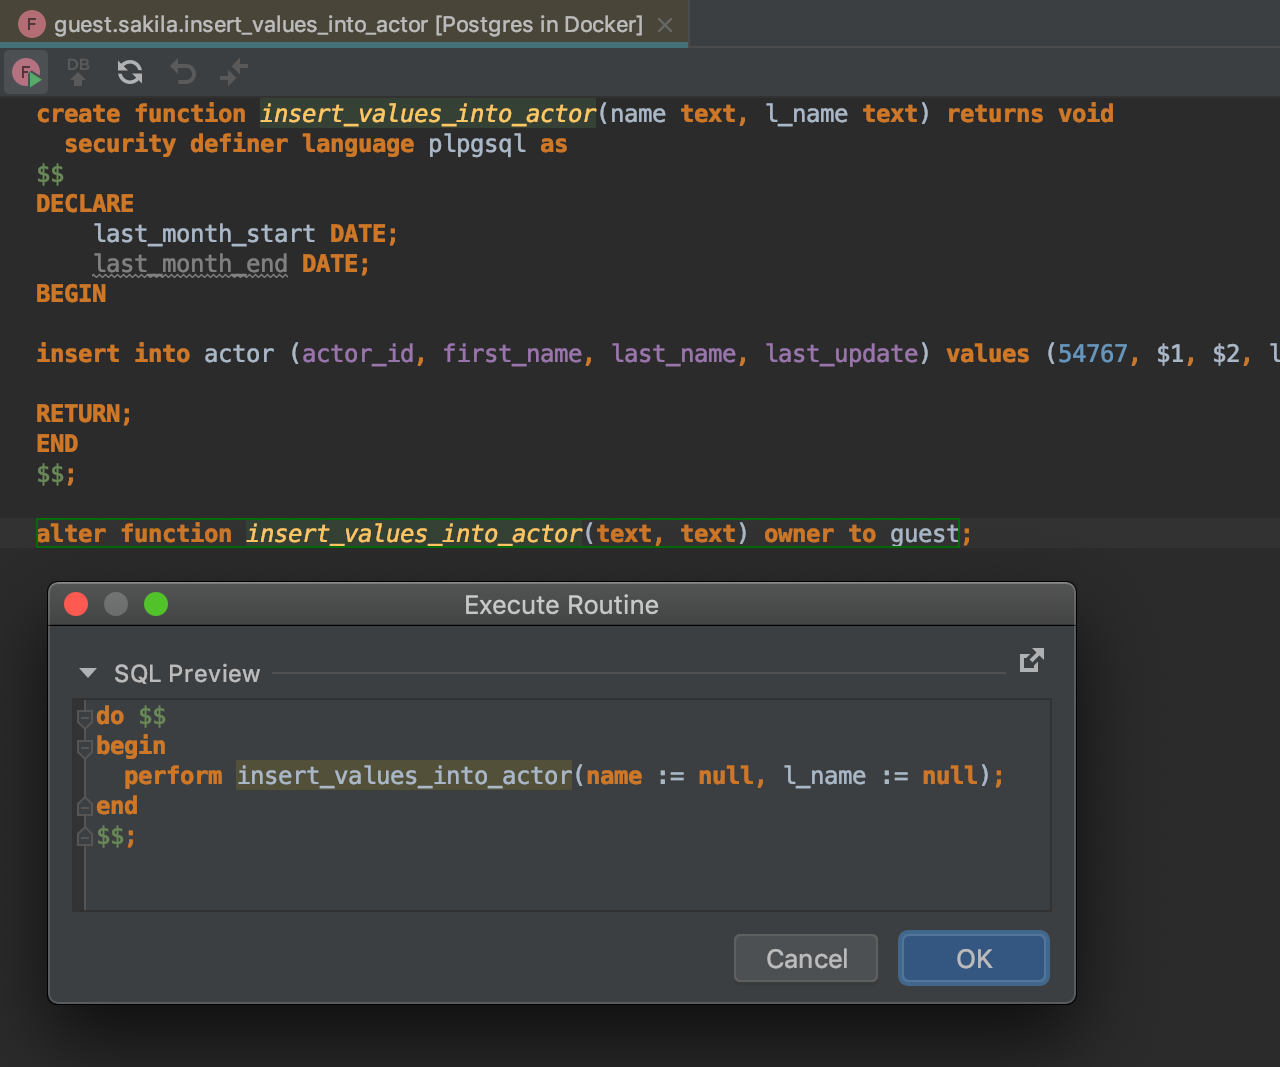 F guest.sakila.insert_values_into_actor [Postgres in Docker]
F DB
create function insert_values_into_actor(name text, l_name text) returns void
security definer language plpgsql as
$$
DECLARE
last_month_start DATE;
last_month_end DATE;
BEGIN
insert into actor (actor_id, first_name, last_name, last_update) values (54767, $1, $2, l
RETURN;
END
$$;
alter function insert_values_into_actor(text, text) owner to guest;
Execute Routine
SQL Preview
do $$
begin
perform insert_values_into_actor(name := null, l_name := null);
end
$$;
Cancel OK